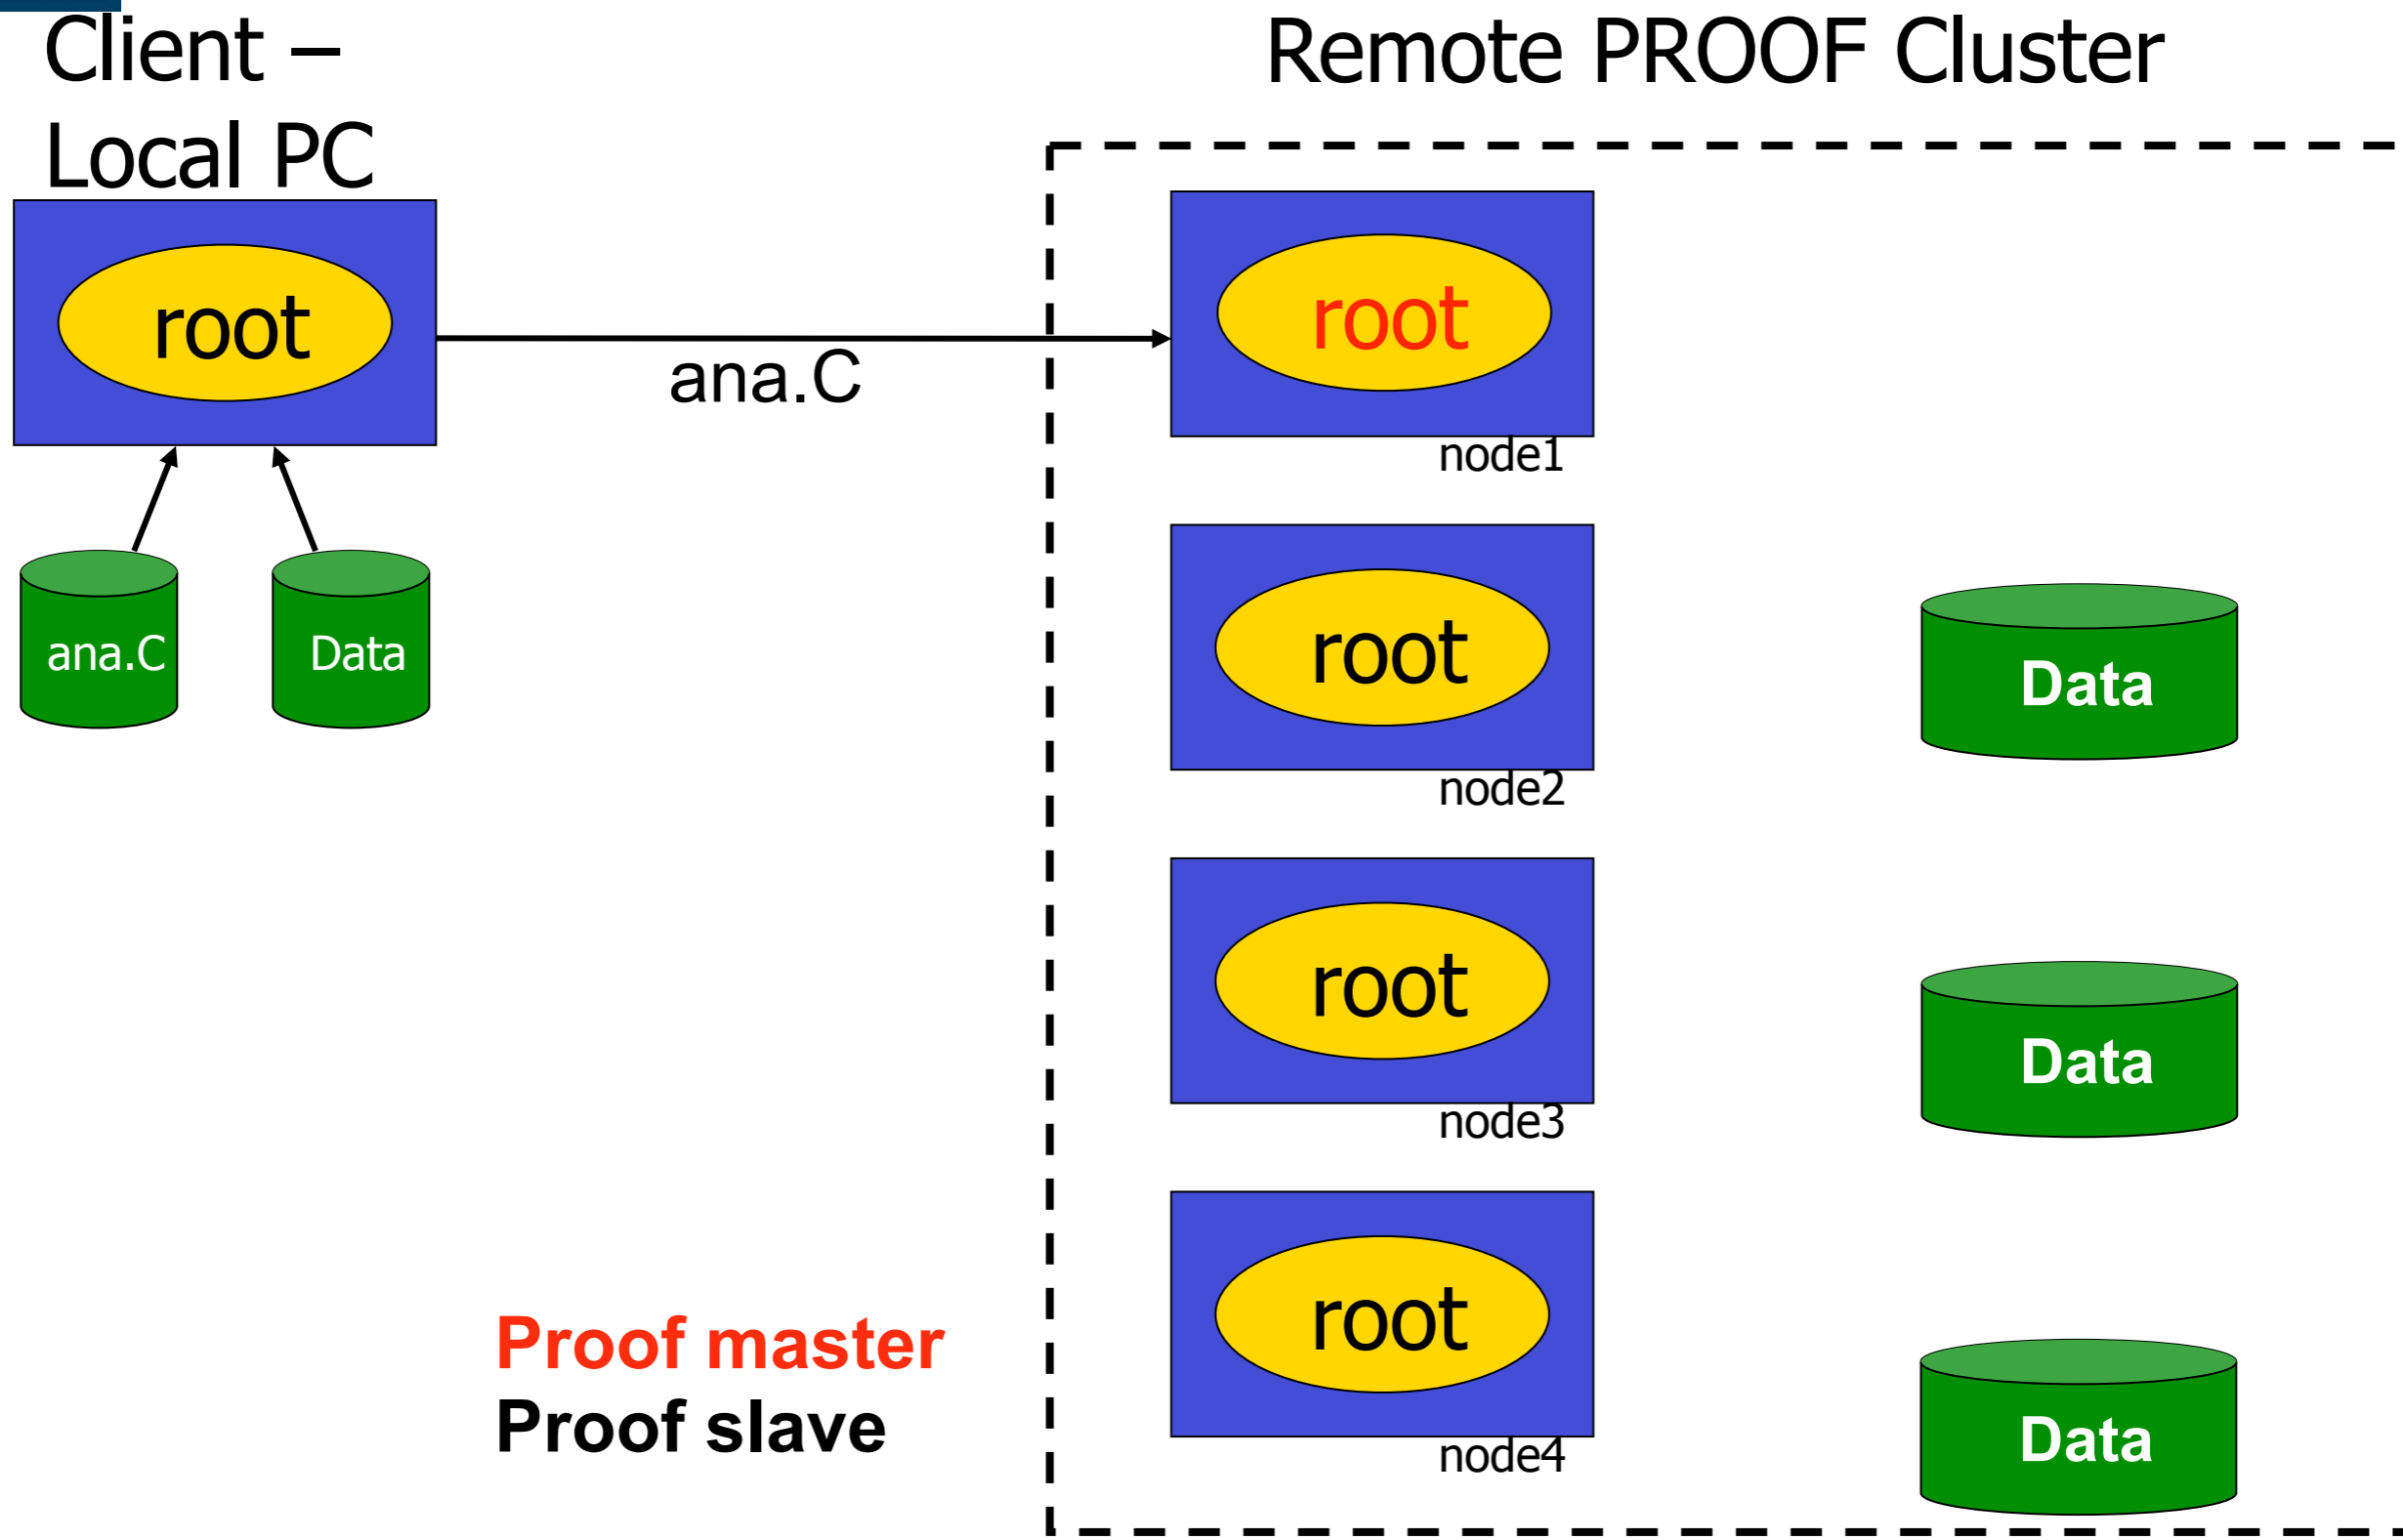 Client –
Local PC
Remote PROOF Cluster
root
ana.C
Data
ana.C
root
node1
root
node2
Data
root
node3
Data
root
node4
Data
Proof master
Proof slave